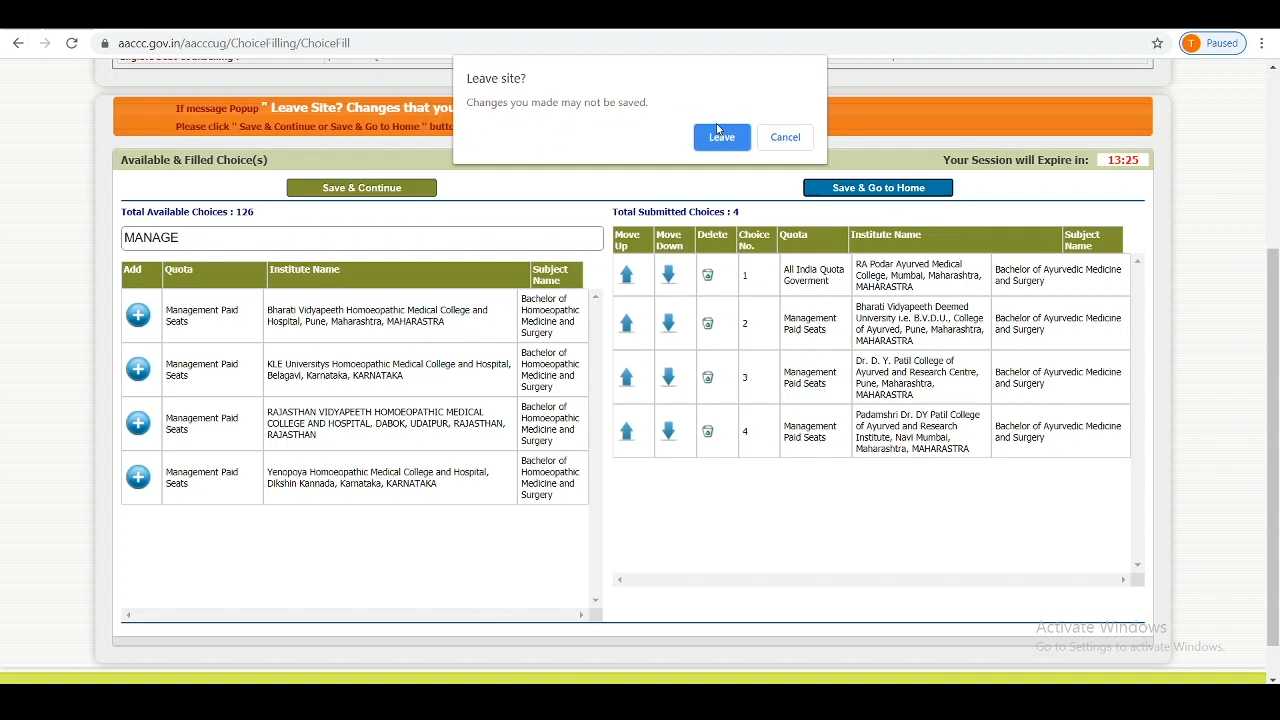 aaccc.gov.in/aacccug/ChoiceFilling/ChoiceFill
T Paused
Leave site?
Changes you made may not be saved.
Leave Cancel
If message Popup " Leave Site? Changes that you
Please click " Save & Continue or Save & Go to Home "
Available & Filled Choice(s)
Your Session will Expire in: 13:25
Save & Continue
Save & Go to Home
Total Available Choices : 126
MANAGE
Add Quota Institute Name Subject
Name
Management Paid
Seats
Bharati Vidyapeeth Homoeopathic Medical College and
Hospital, Pune, Maharashtra, MAHARASTRA
Bachelor of
Homoeopathic
Medicine and
Surgery
Management Paid
Seats
KLE Universitys Homoeopathic Medical College and Hospital,
Belagavi, Karnataka, KARNATAKA
Bachelor of
Homoeopathic
Medicine and
Surgery
Management Paid
Seats
RAJASTHAN VIDYAPEETH HOMOEOPATHIC MEDICAL
COLLEGE AND HOSPITAL, DABOK, UDAIPUR, RAJASTHAN,
RAJASTHAN
Bachelor of
Homoeopathic
Medicine and
Surgery
Management Paid
Seats
Yenopoya Homoeopathic Medical College and Hospital,
Dikshin Kannada, Karnataka, KARNATAKA
Bachelor of
Homoeopathic
Medicine and
Surgery
Total Submitted Choices : 4
Move
Up
Move
Down
Delete
Choice
No.
Quota
Institute Name
Subject
Name
1
All India Quota
Goverment
RA Podar Ayurved Medical
College, Mumbai, Maharashtra,
MAHARASTRA
Bachelor of Ayurvedic Medicine
and Surgery
2
Management
Paid Seats
Bharati Vidyapeeth Deemed
University i.e. B.V.D.U., College
of Ayurved, Pune, Maharashtra,
MAHARASTRA
Bachelor of Ayurvedic Medicine
and Surgery
3
Management
Paid Seats
Dr. D. Y. Patil College of
Ayurved and Research Centre,
Pune, Maharashtra,
MAHARASTRA
Bachelor of Ayurvedic Medicine
and Surgery
4
Management
Paid Seats
Padamshri Dr. DY Patil College
of Ayurved and Research
Institute, Navi Mumbai,
Maharashtra, MAHARASTRA
Bachelor of Ayurvedic Medicine
and Surgery
Activate Windows
Go to Settings to activate Windows.